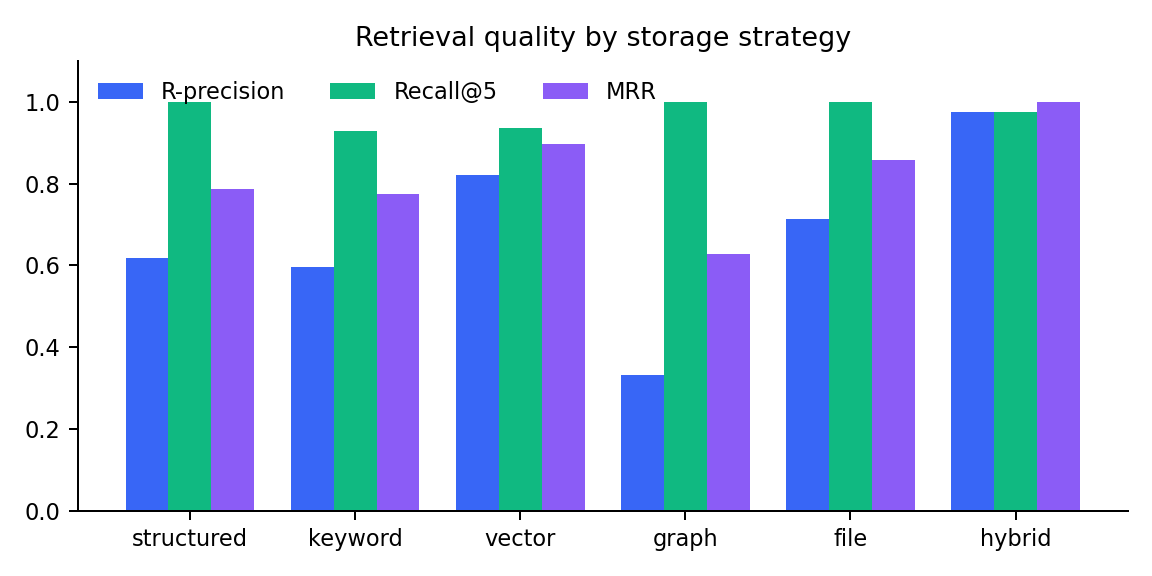 Retrieval quality by storage strategy
R-precision Recall@5 MRR
1.0
0.8
0.6
0.4
0.2
0.0
structured keyword vector graph file hybrid